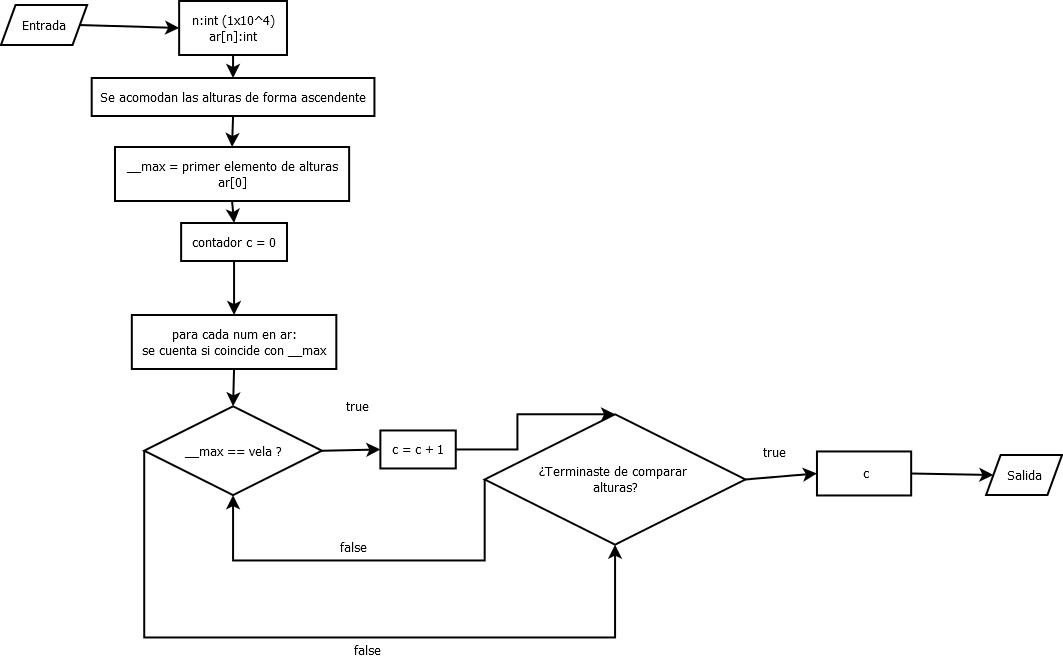 Entrada
n:int (1x10^4)
ar[n]:int
Se acomodan las alturas de forma ascendente
__max = primer elemento de alturas
ar[0]
contador c = 0
para cada num en ar:
se cuenta si coincide con __max
true
__max == vela ?
c = c + 1
¿Terminaste de comparar
alturas?
true
c
Salida
false
false